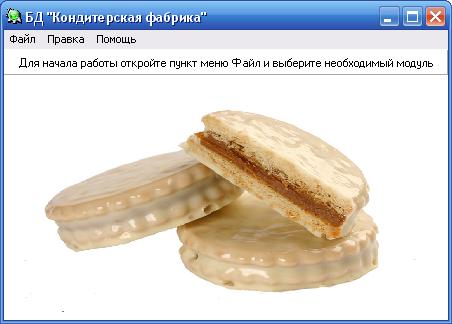 БД "Кондитерская фабрика"
Файл Правка Помощь
Для начала работы откройте пункт меню Файл и выберите необходимый модуль